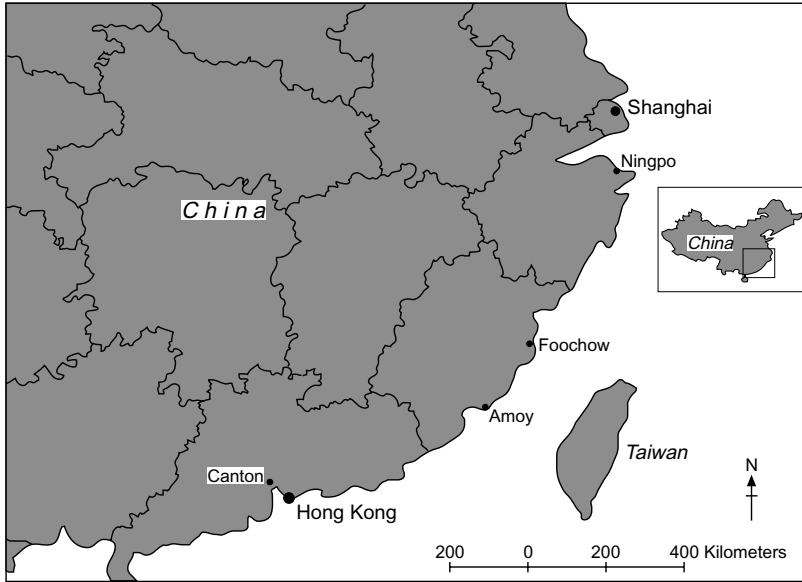 Shanghai
Ningpo
China
China
Foochow
Amoy
Taiwan
Canton
N
Hong Kong
200 0 200 400 Kilometers